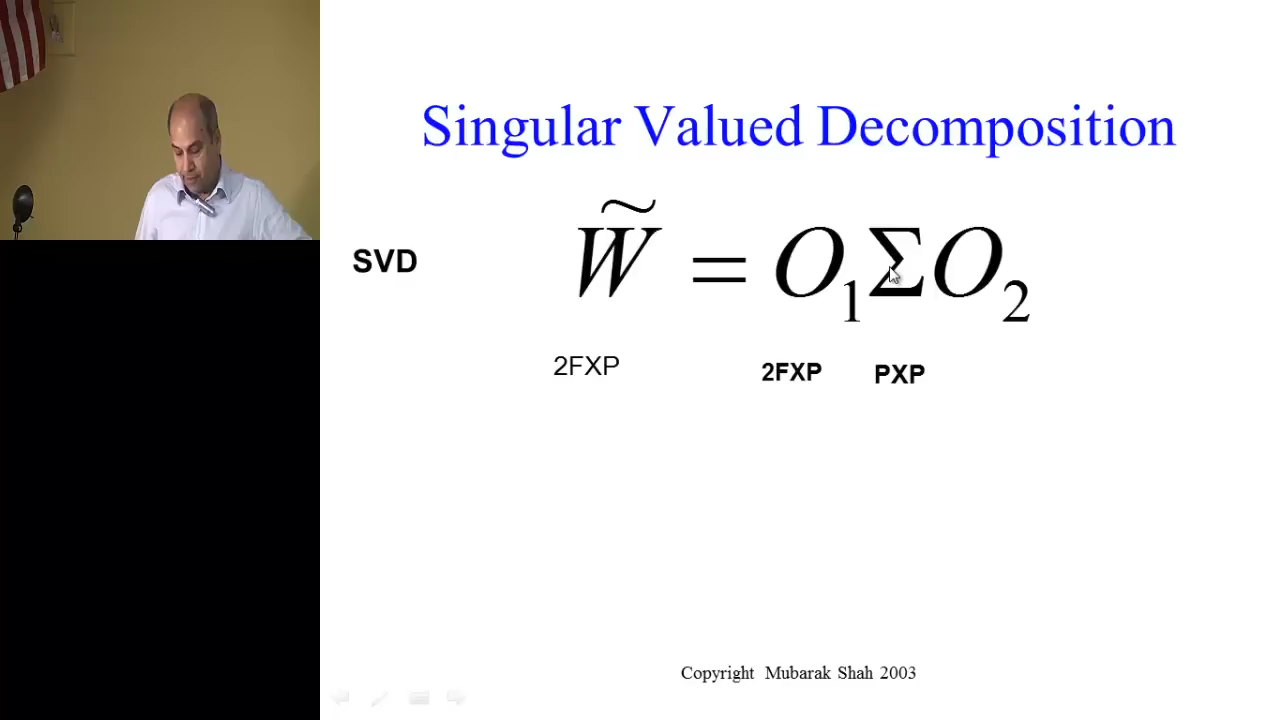 Singular Valued Decomposition
SVD
W̃ = O₁ΣO₂
2FXP 2FXP PXP
Copyright Mubarak Shah 2003